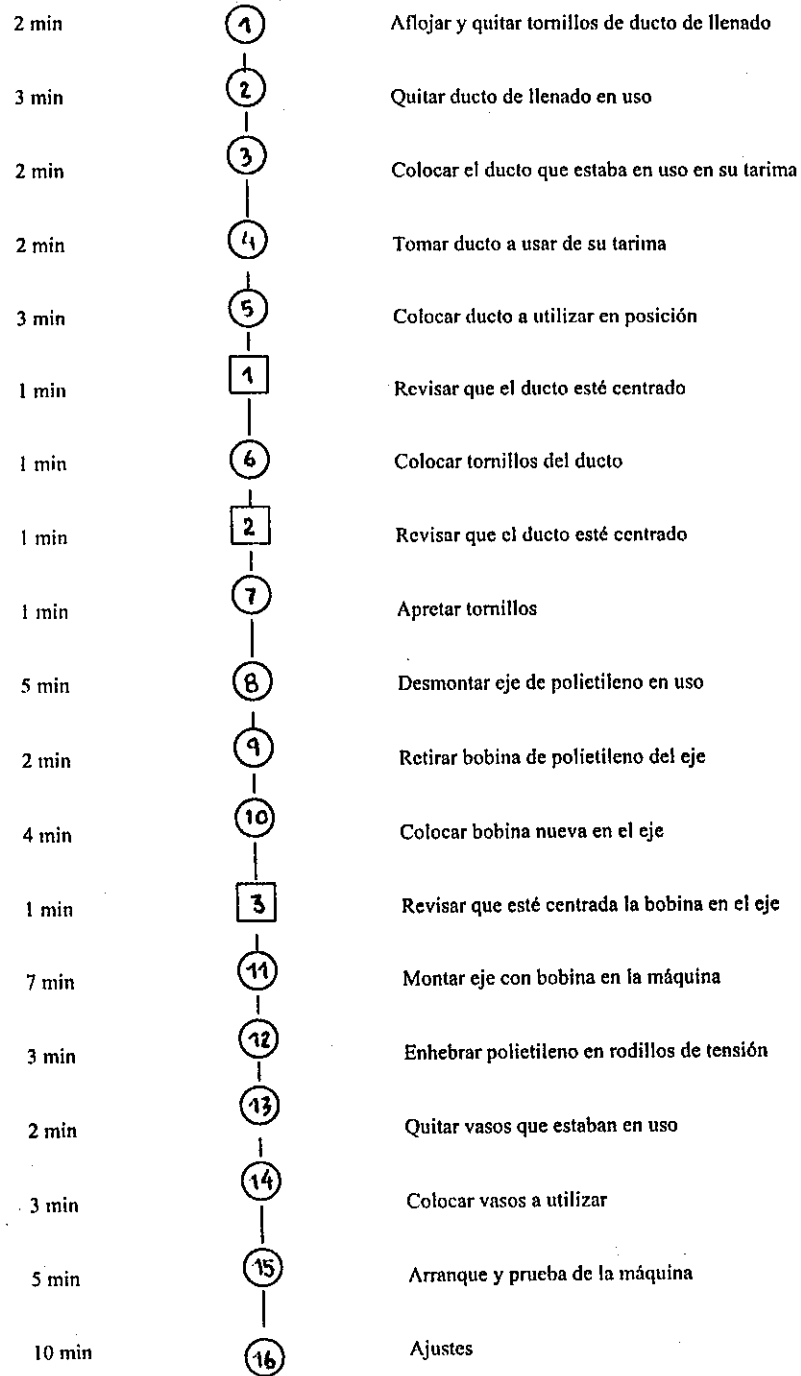 2 min 1 Aflojar y quitar tornillos de ducto de llenado
3 min 2 Quitar ducto de llenado en uso
2 min 3 Colocar el ducto que estaba en uso en su tarima
2 min 4 Tomar ducto a usar de su tarima
3 min 5 Colocar ducto a utilizar en posición
1 min 1 Revisar que el ducto esté centrado
1 min 6 Colocar tornillos del ducto
1 min 2 Revisar que el ducto esté centrado
1 min 7 Apretar tornillos
5 min 8 Desmontar eje de polietileno en uso
2 min 9 Retirar bobina de polietileno del eje
4 min 10 Colocar bobina nueva en el eje
1 min 3 Revisar que esté centrada la bobina en el eje
7 min 11 Montar eje con bobina en la máquina
3 min 12 Enhebrar polietileno en rodillos de tensión
2 min 13 Quitar vasos que estaban en uso
3 min 14 Colocar vasos a utilizar
5 min 15 Arranque y prueba de la máquina
10 min 16 Ajustes